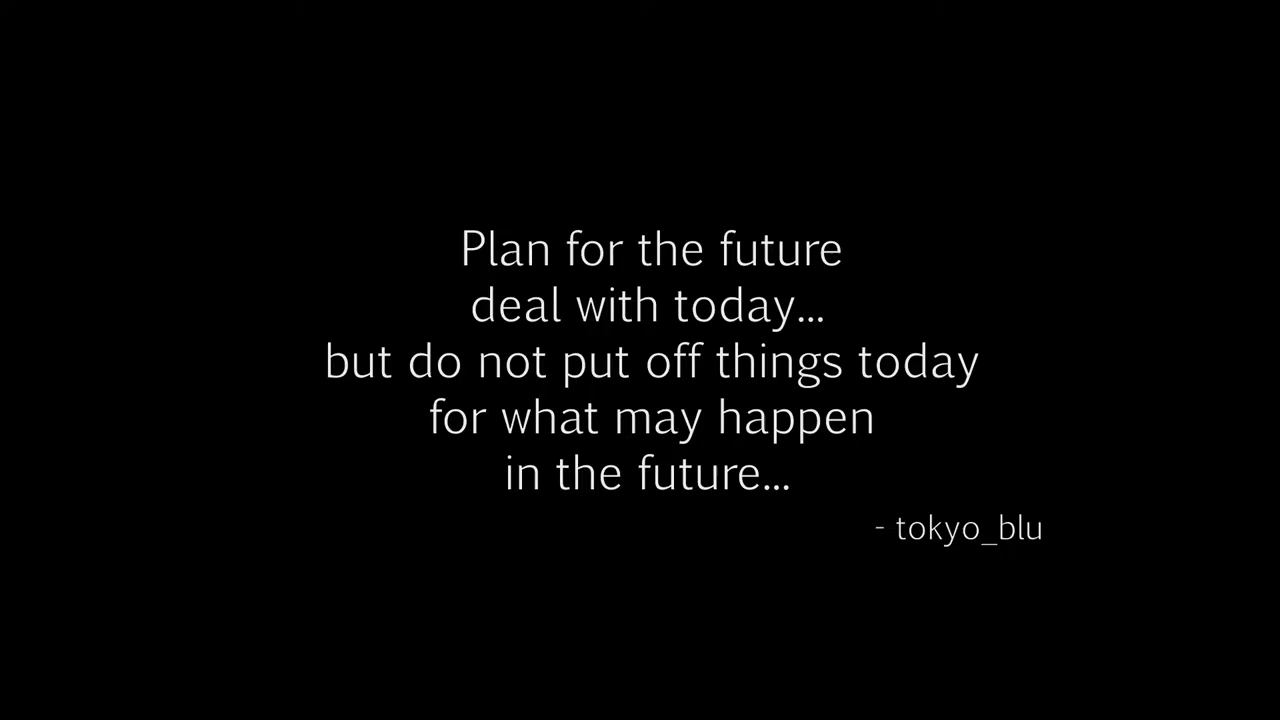 Plan for the future
deal with today...
but do not put off things today
for what may happen
in the future...
- tokyo_blu